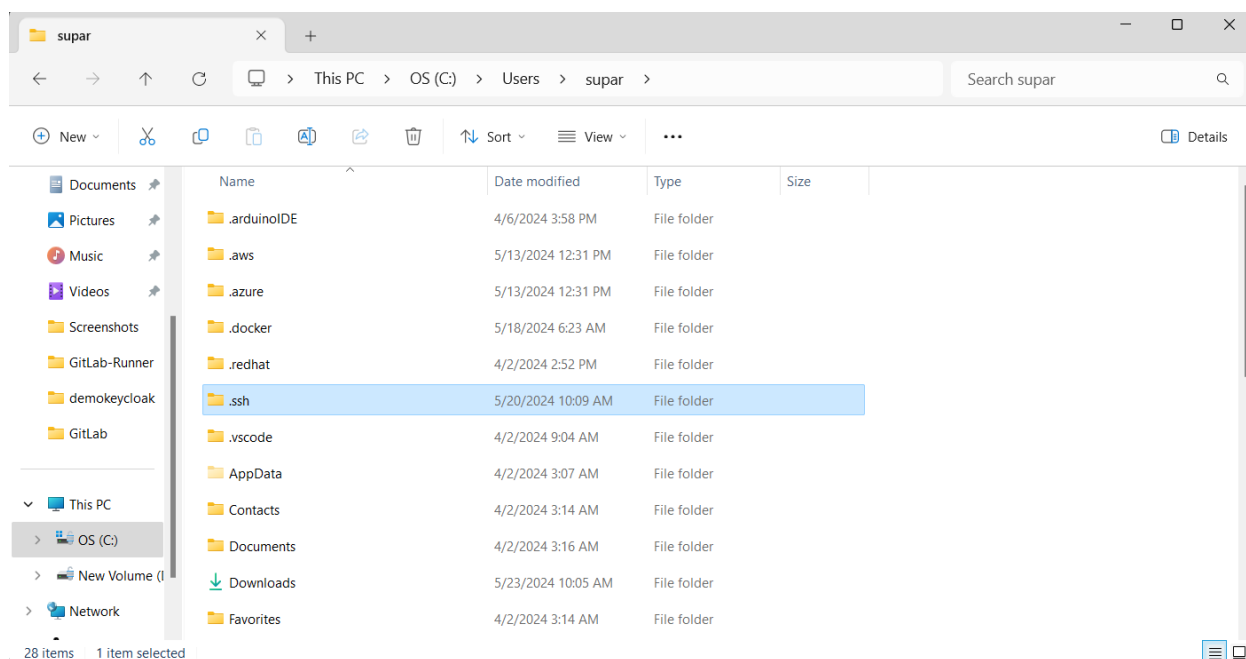 supar
This PC > OS (C:) > Users > supar >
Search supar
New
Sort
View
Details
Documents
Pictures
Music
Videos
Screenshots
GitLab-Runner
demokeycloak
GitLab
This PC
OS (C:)
New Volume (
Network
Name Date modified Type Size
.arduinoIDE 4/6/2024 3:58 PM File folder
.aws 5/13/2024 12:31 PM File folder
.azure 5/13/2024 12:31 PM File folder
.docker 5/18/2024 6:23 AM File folder
.redhat 4/2/2024 2:52 PM File folder
.ssh 5/20/2024 10:09 AM File folder
.vscode 4/2/2024 9:04 AM File folder
AppData 4/2/2024 3:07 AM File folder
Contacts 4/2/2024 3:14 AM File folder
Documents 4/2/2024 3:16 AM File folder
Downloads 5/23/2024 10:05 AM File folder
Favorites 4/2/2024 3:14 AM File folder
28 items 1 item selected